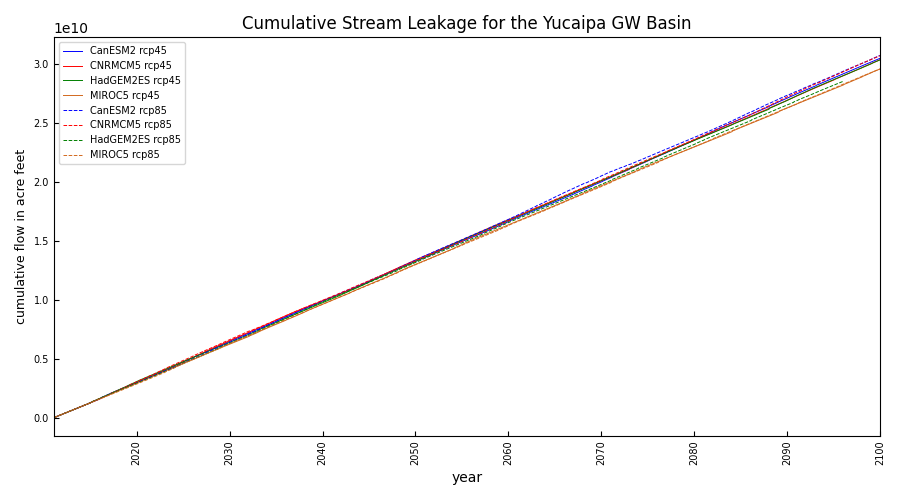 Cumulative Stream Leakage for the Yucaipa GW Basin
1e10
CanESM2 rcp45
CNRMCM5 rcp45
HadGEM2ES rcp45
MIROC5 rcp45
CanESM2 rcp85
CNRMCM5 rcp85
HadGEM2ES rcp85
MIROC5 rcp85
3.0
2.5
2.0
1.5
1.0
0.5
0.0
cumulative flow in acre feet
2020 2030 2040 2050 2060 2070 2080 2090 2100
year